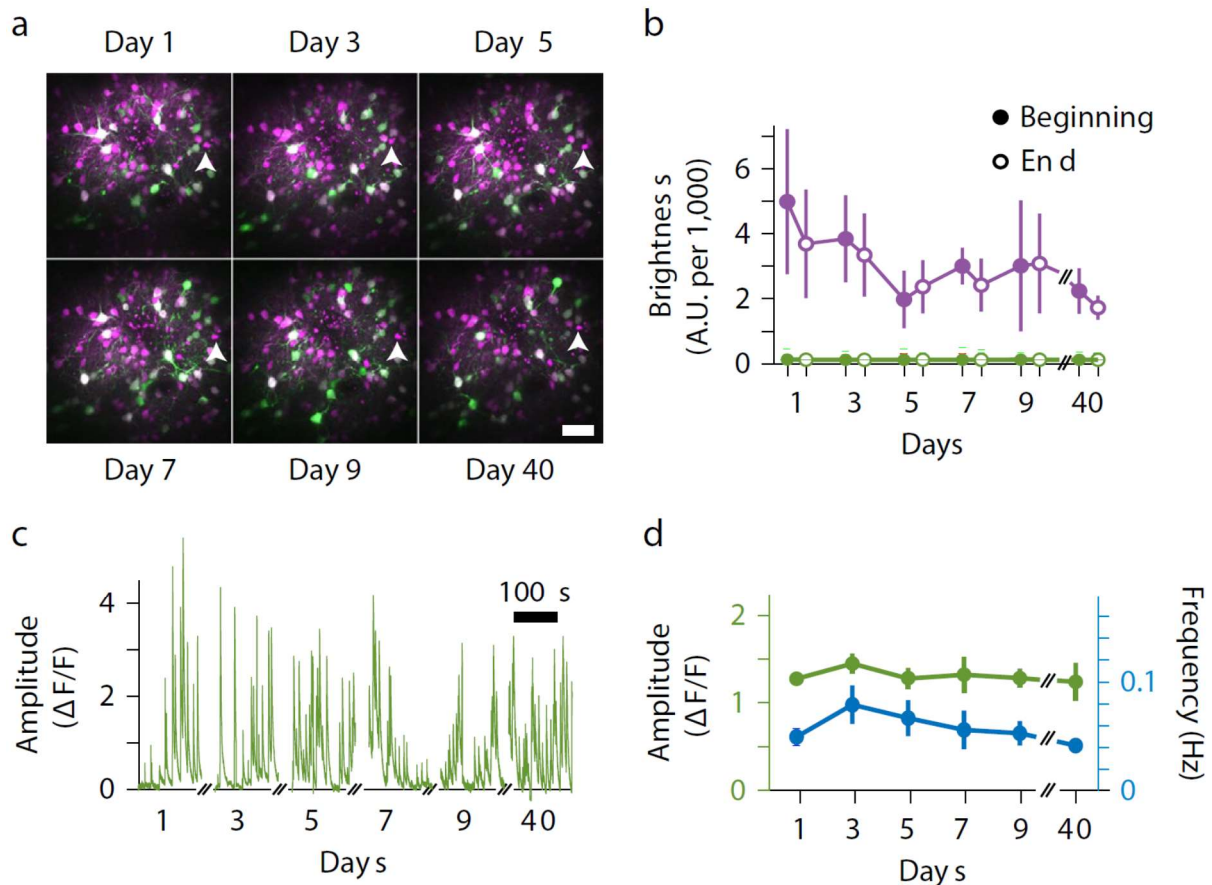 a
Day 1 Day 3 Day 5
Day 7 Day 9 Day 40
b
Beginning
En d
Brightnes s
(A.U. per 1,000)
6
4
2
0
1 3 5 7 9 40
Days
c
100 s
Amplitude
(ΔF/F)
4
2
0
1 3 5 7 9 4 0
Day s
d
Amplitude
(ΔF/F)
2
1
0
Frequency (Hz)
0.1
0
1 3 5 7 9 40
Day s